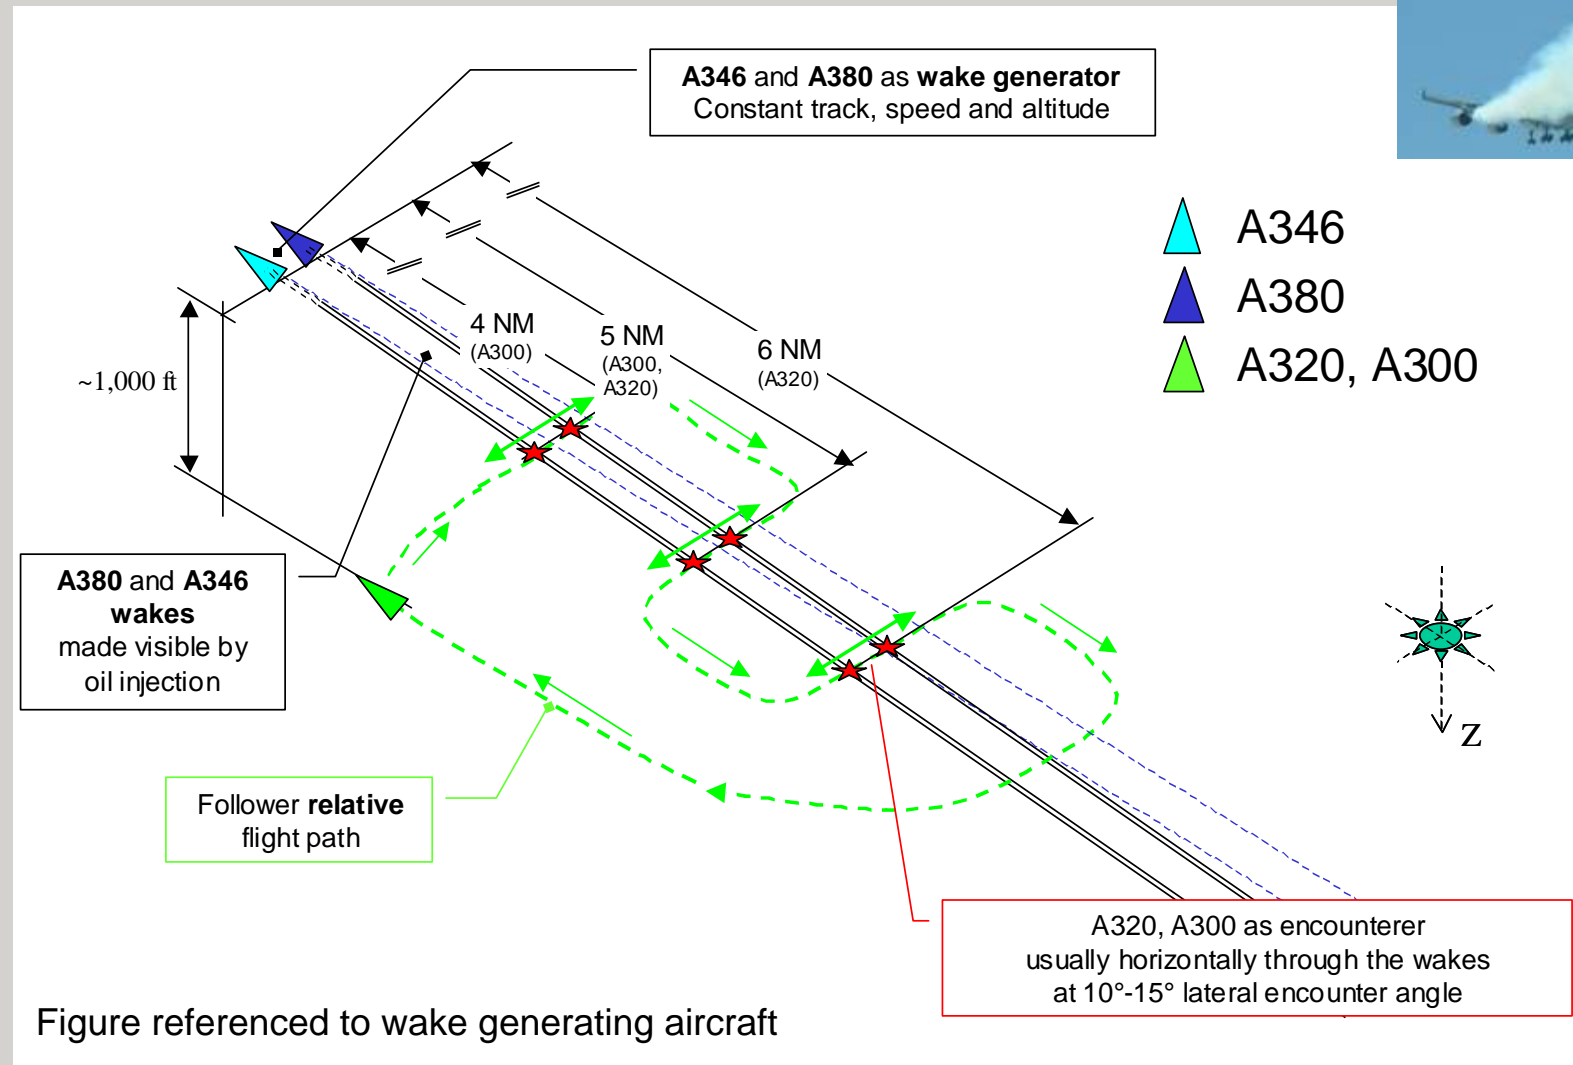 A346 and A380 as wake generator
Constant track, speed and altitude
A346
A380
A320, A300
4 NM
(A300)
5 NM
(A300,
A320)
6 NM
(A320)
~1,000 ft
A380 and A346
wakes
made visible by
oil injection
Z
Follower relative
flight path
A320, A300 as encounterer
usually horizontally through the wakes
at 10°-15° lateral encounter angle
Figure referenced to wake generating aircraft